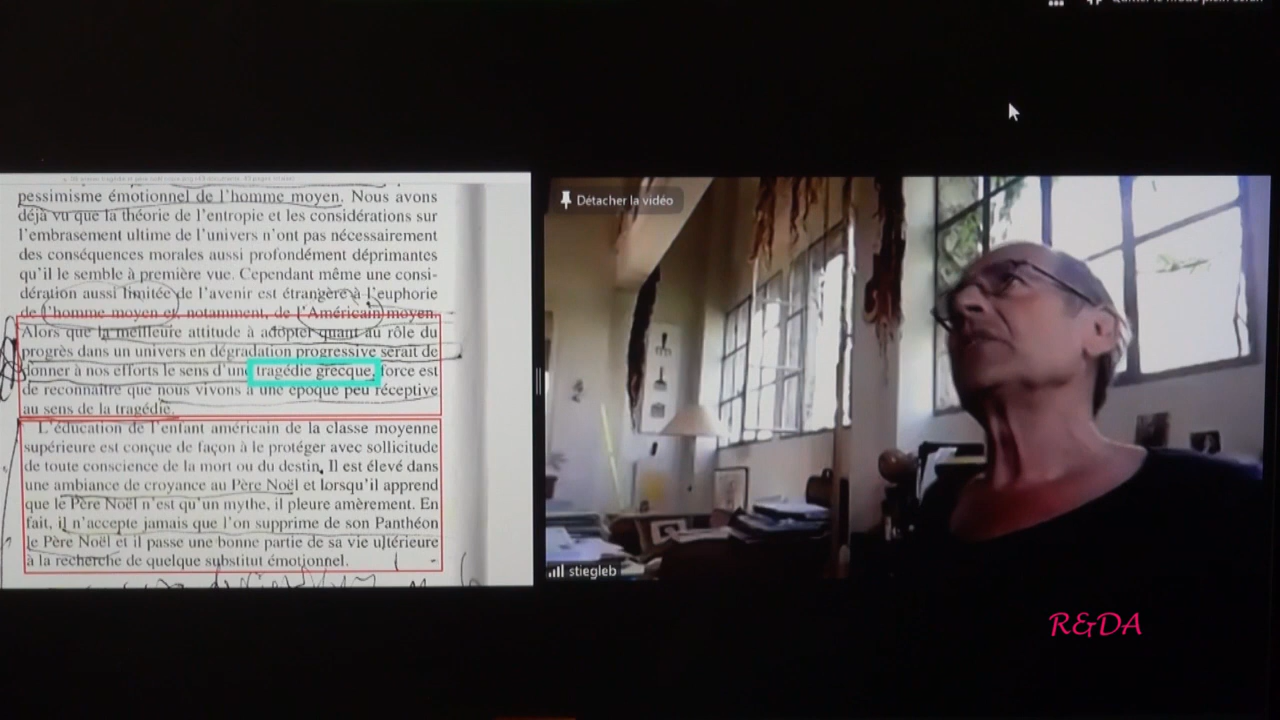 Quitter le mode plein écran
pessimisme émotionnel de l'homme moyen. Nous avons
déjà vu que la théorie de l'entropie et les considérations sur
l'embrasement ultime de l'univers n'ont pas nécessairement
des conséquences morales aussi profondément déprimantes
qu'il le semble à première vue. Cependant même une consi-
dération aussi limitée de l'avenir est étrangère à l'euphorie
de l'homme moyen et, notamment, de l'Américain moyen.
Alors que la meilleure attitude à adopter quant au rôle du
progrès dans un univers en dégradation progressive serait de
donner à nos efforts le sens d'une tragédie grecque, force est
de reconnaître que nous vivons à une époque peu réceptive
au sens de la tragédie.
L'éducation de l'enfant américain de la classe moyenne
supérieure est conçue de façon à le protéger avec sollicitude
de toute conscience de la mort ou du destin. Il est élevé dans
une ambiance de croyance au Père Noël et lorsqu'il apprend
que le Père Noël n'est qu'un mythe, il pleure amèrement. En
fait, il n'accepte jamais que l'on supprime de son Panthéon
le Père Noël et il passe une bonne partie de sa vie ultérieure
à la recherche de quelque substitut émotionnel.
Détacher la vidéo
stiegleb
R&DA